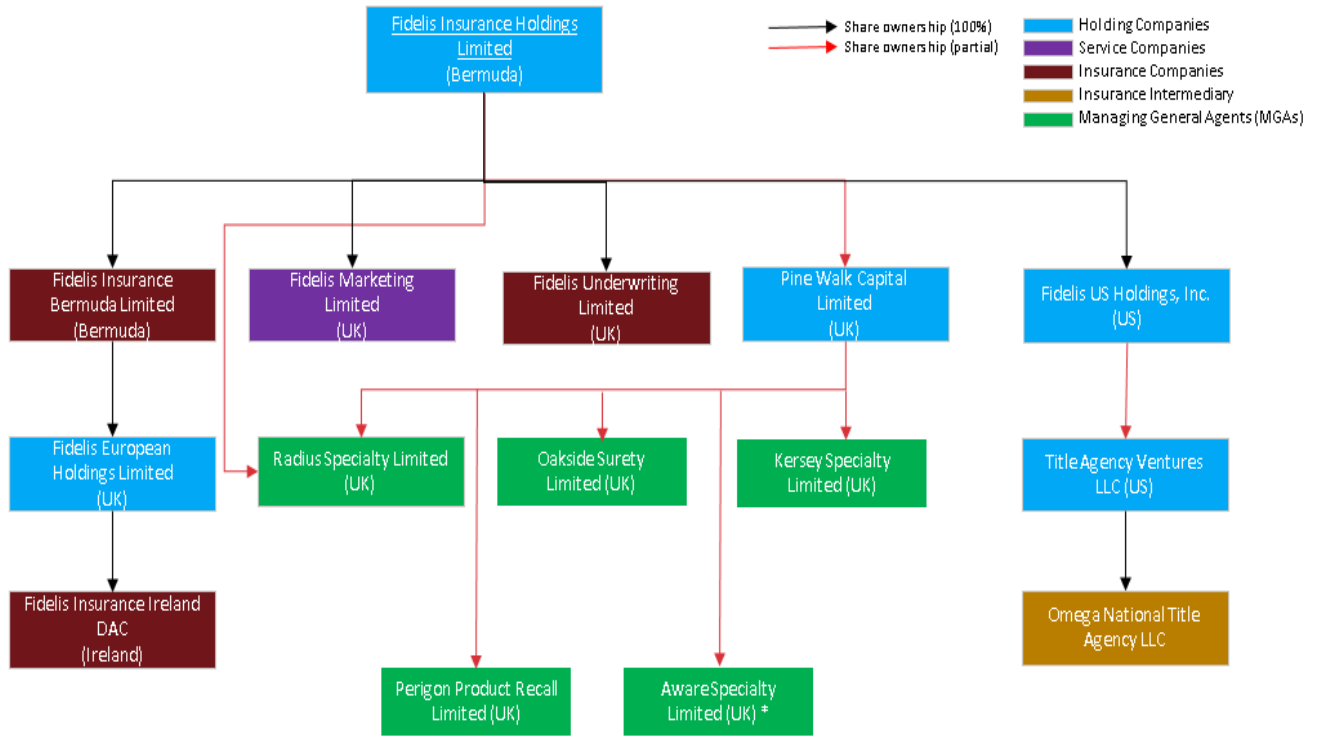 Fidelis Insurance Holdings
Limited
(Bermuda)
Share ownership (100%)
Share ownership (partial)
Holding Companies
Service Companies
Insurance Companies
Insurance Intermediary
Managing General Agents (MGAs)
Fidelis Insurance
Bermuda Limited
(Bermuda)
Fidelis Marketing
Limited
(UK)
Fidelis Underwriting
Limited
(UK)
Pine Walk Capital
Limited
(UK)
Fidelis US Holdings, Inc.
(US)
Fidelis European
Holdings Limited
(UK)
Radius Specialty Limited
(UK)
Oakside Surety
Limited (UK)
Kersey Specialty
Limited (UK)
Title Agency Ventures
LLC (US)
Fidelis Insurance Ireland
DAC
(Ireland)
Omega National Title
Agency LLC
Perigon Product Recall
Limited (UK)
Aware Specialty
Limited (UK) *